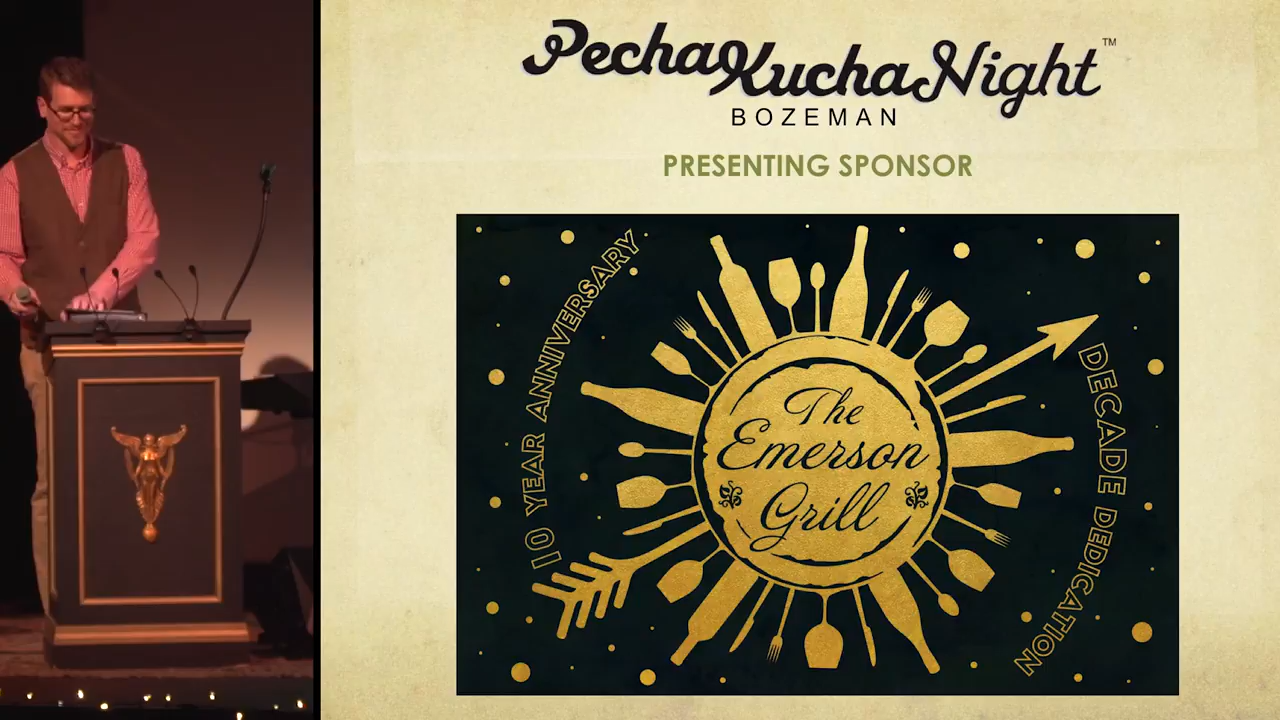 PechaKuchaNight™
BOZEMAN
PRESENTING SPONSOR
10 YEAR ANNIVERSARY
The
Emerson
Grill
DECADE DEDICATION